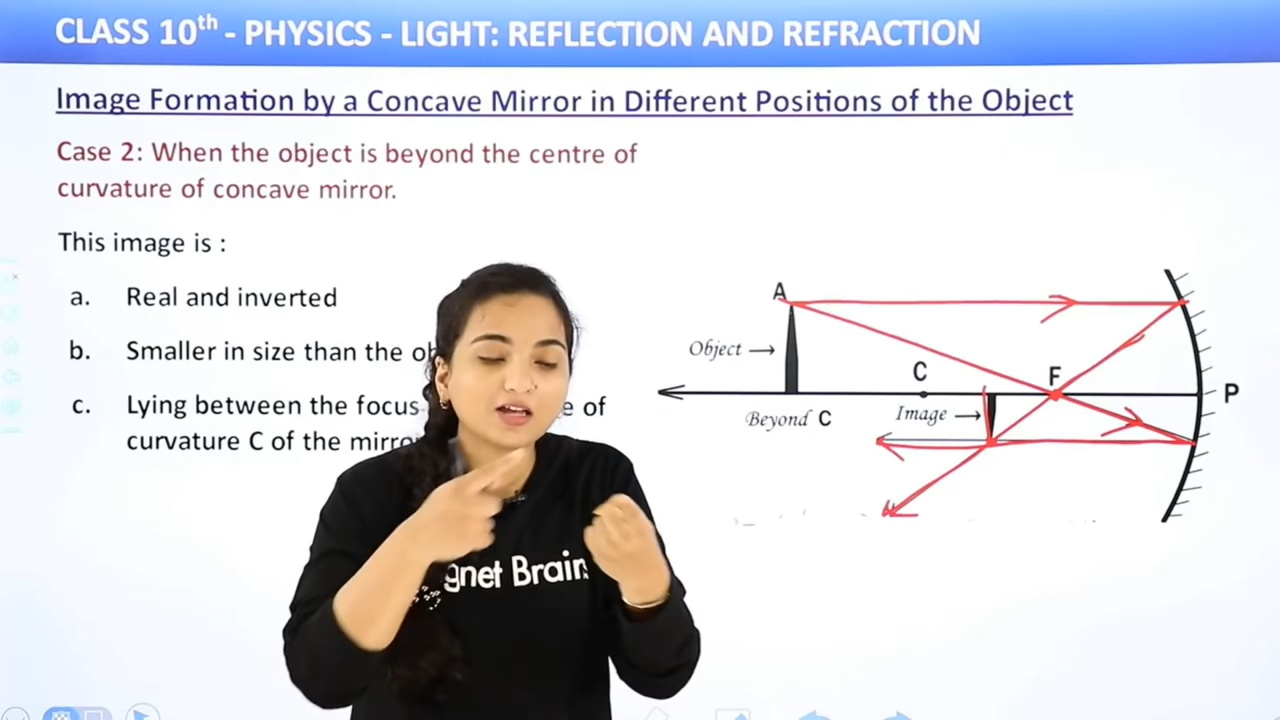 CLASS 10th - PHYSICS - LIGHT: REFLECTION AND REFRACTION
Image Formation by a Concave Mirror in Different Positions of the Object
Case 2: When the object is beyond the centre of
curvature of concave mirror.
This image is :
a. Real and inverted
b. Smaller in size than the
c. Lying between the focus of
curvature C of the
A
Object →
C
F
P
Beyond C
Image →
gnet Brain